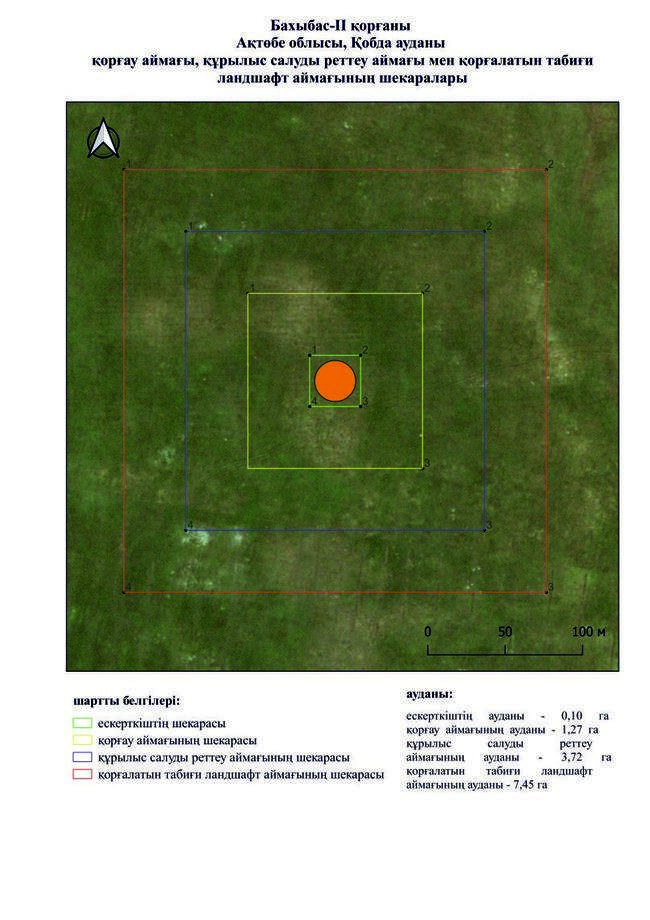 Бахыбас-II қорғаны
Ақтөбе облысы, Қобда ауданы
қорғау аймағы, құрылыс салуды реттеу аймағы мен қорғалатын табиғи
ландшафт аймағының шекаралары
1 2
1 2
1 2
1 2
4 3
3
4 3
4 3
0 50 100 м
шартты белгілері:
ескерткіштің шекарасы
қорғау аймағының шекарасы
құрылыс салуды реттеу аймағының шекарасы
қорғалатын табиғи ландшафт аймағының шекарасы
ауданы:
ескерткіштің ауданы - 0,10 га
қорғау аймағының ауданы - 1,27 га
құрылыс салуды реттеу
аймағының ауданы - 3,72 га
қорғалатын табиғи ландшафт
аймағының ауданы - 7,45 га